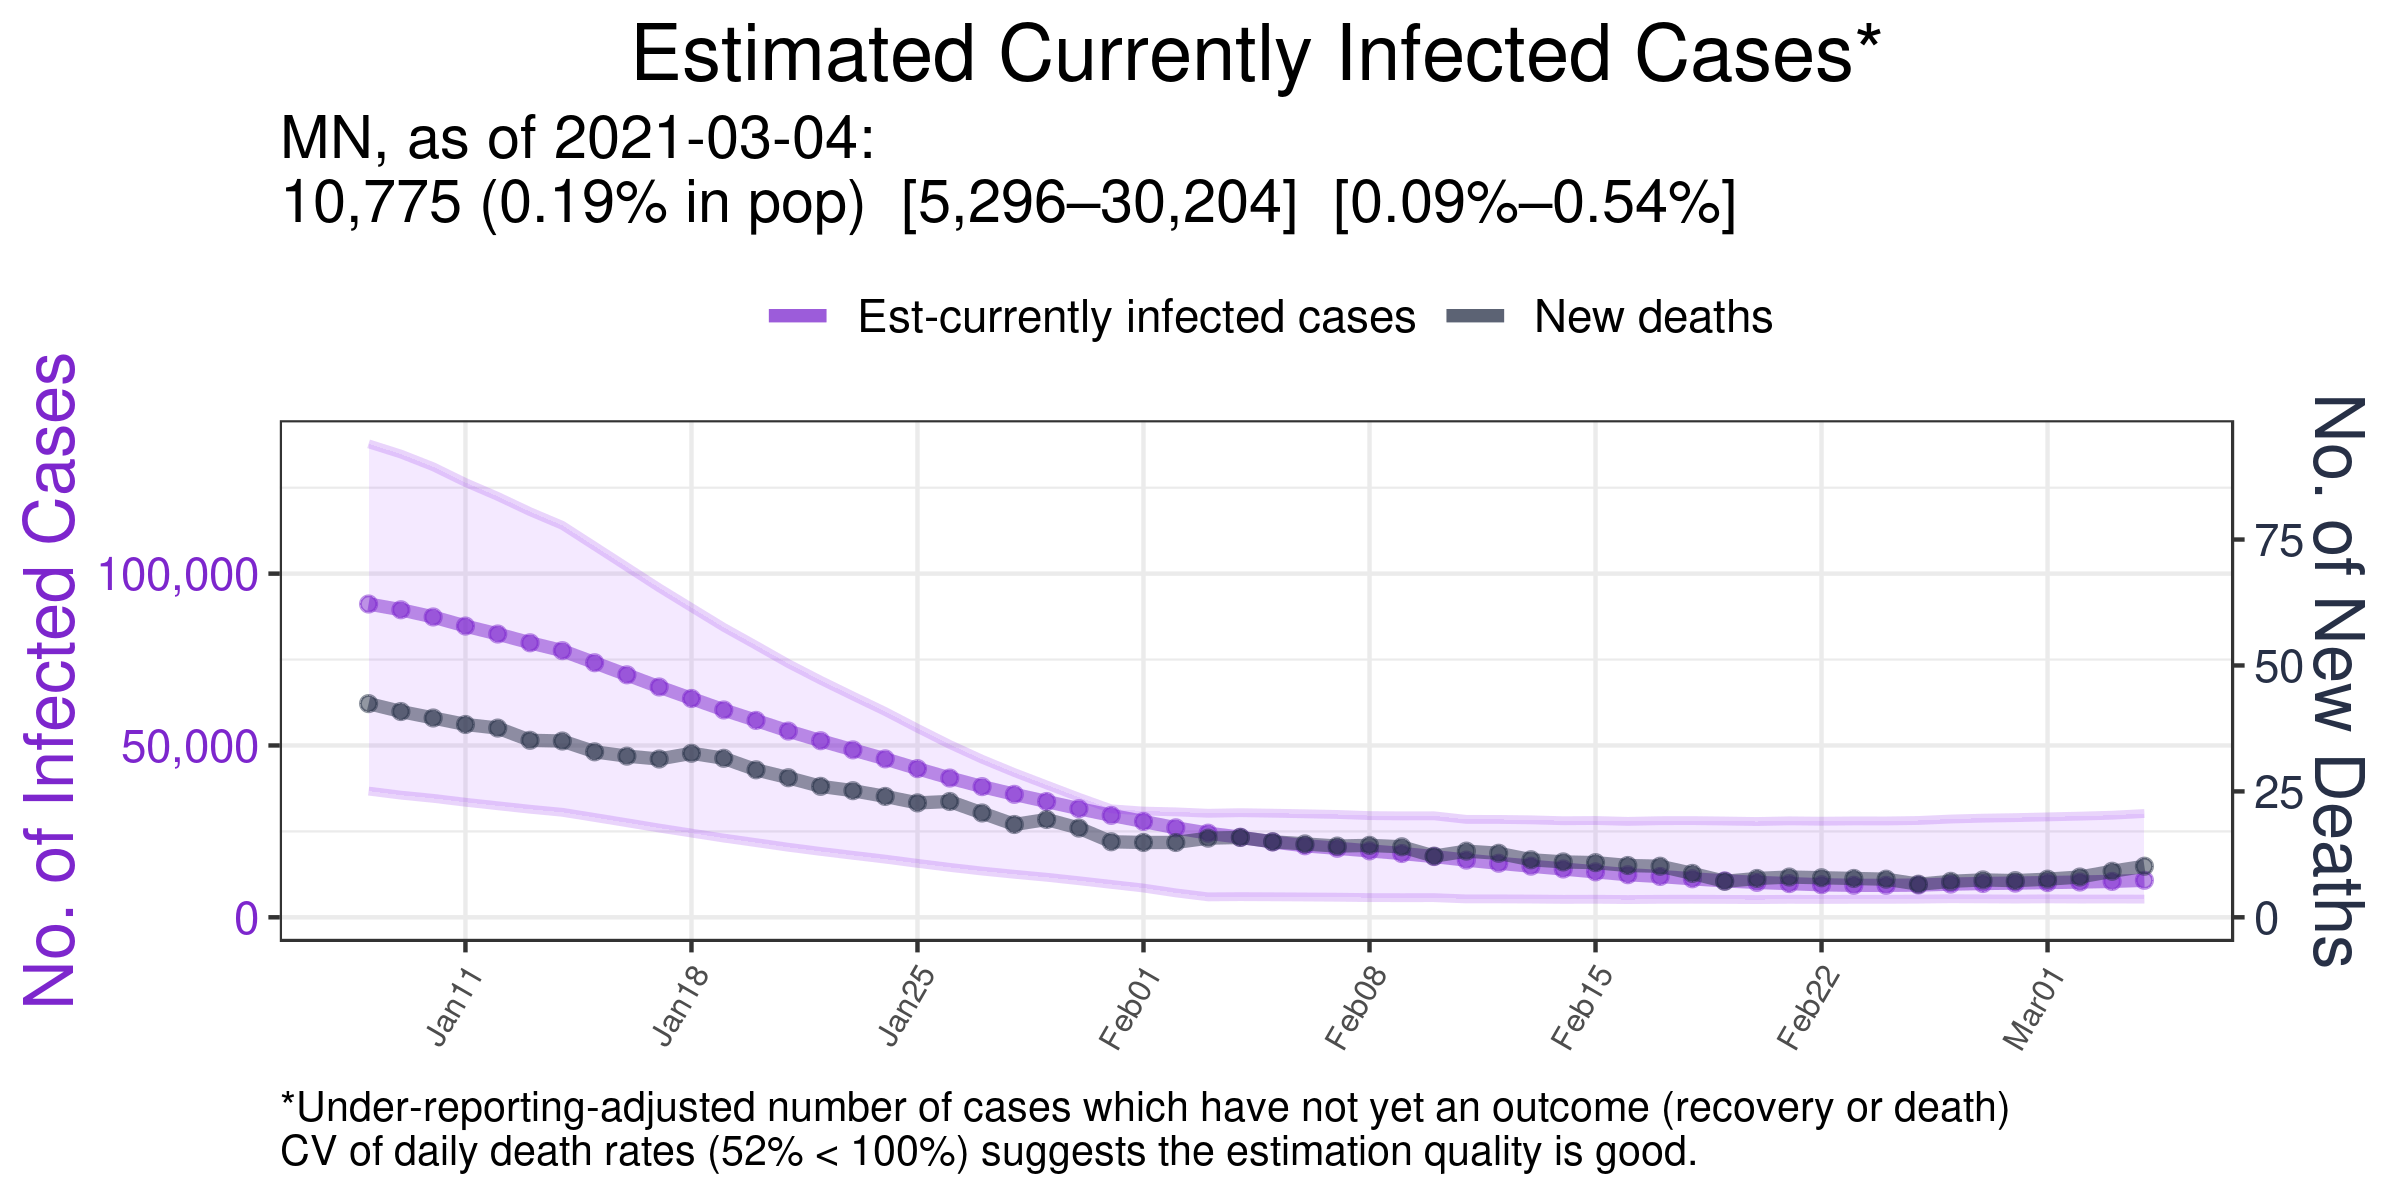 Estimated Currently Infected Cases*
MN, as of 2021-03-04:
10,775 (0.19% in pop) [5,296–30,204] [0.09%–0.54%]
Est-currently infected cases
New deaths
No. of Infected Cases
100,000
50,000
0
No. of New Deaths
75
50
25
0
Jan11
Jan18
Jan25
Feb01
Feb08
Feb15
Feb22
Mar01
*Under-reporting-adjusted number of cases which have not yet an outcome (recovery or death)
CV of daily death rates (52% < 100%) suggests the estimation quality is good.